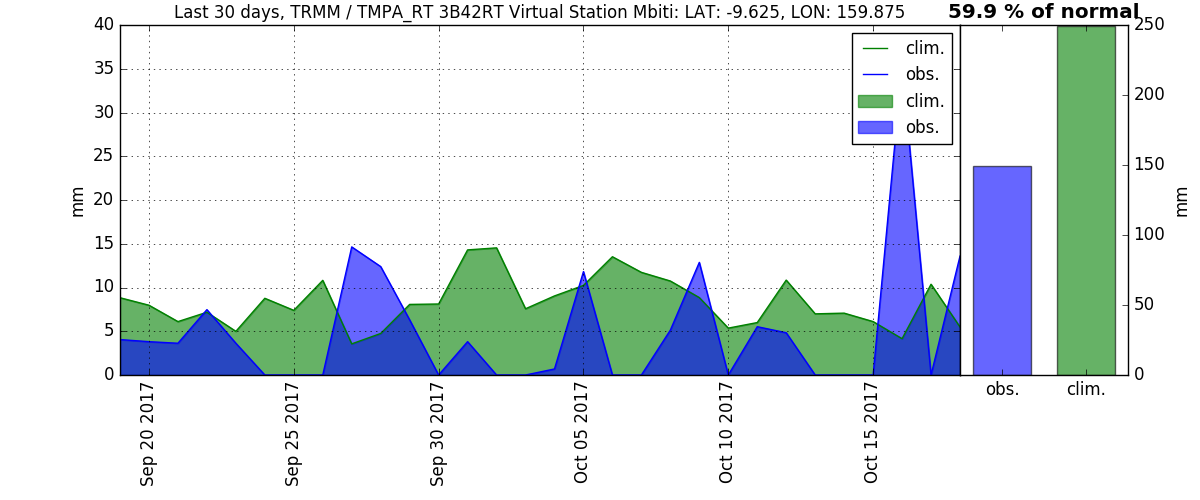 Last 30 days, TRMM / TMPA_RT 3B42RT Virtual Station Mbiti: LAT: -9.625, LON: 159.875
59.9 % of normal
40
35
30
25
20
15
10
5
0
mm
clim.
obs.
clim.
obs.
250
200
150
100
50
0
mm
obs.
clim.
Sep 20 2017
Sep 25 2017
Sep 30 2017
Oct 05 2017
Oct 10 2017
Oct 15 2017